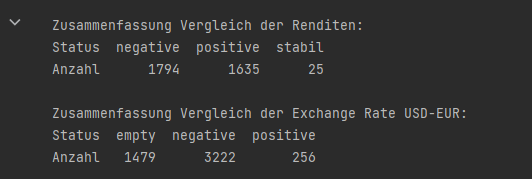 Zusammenfassung Vergleich der Renditen:
Status negative positive stabil
Anzahl 1794 1635 25
Zusammenfassung Vergleich der Exchange Rate USD-EUR:
Status empty negative positive
Anzahl 1479 3222 256